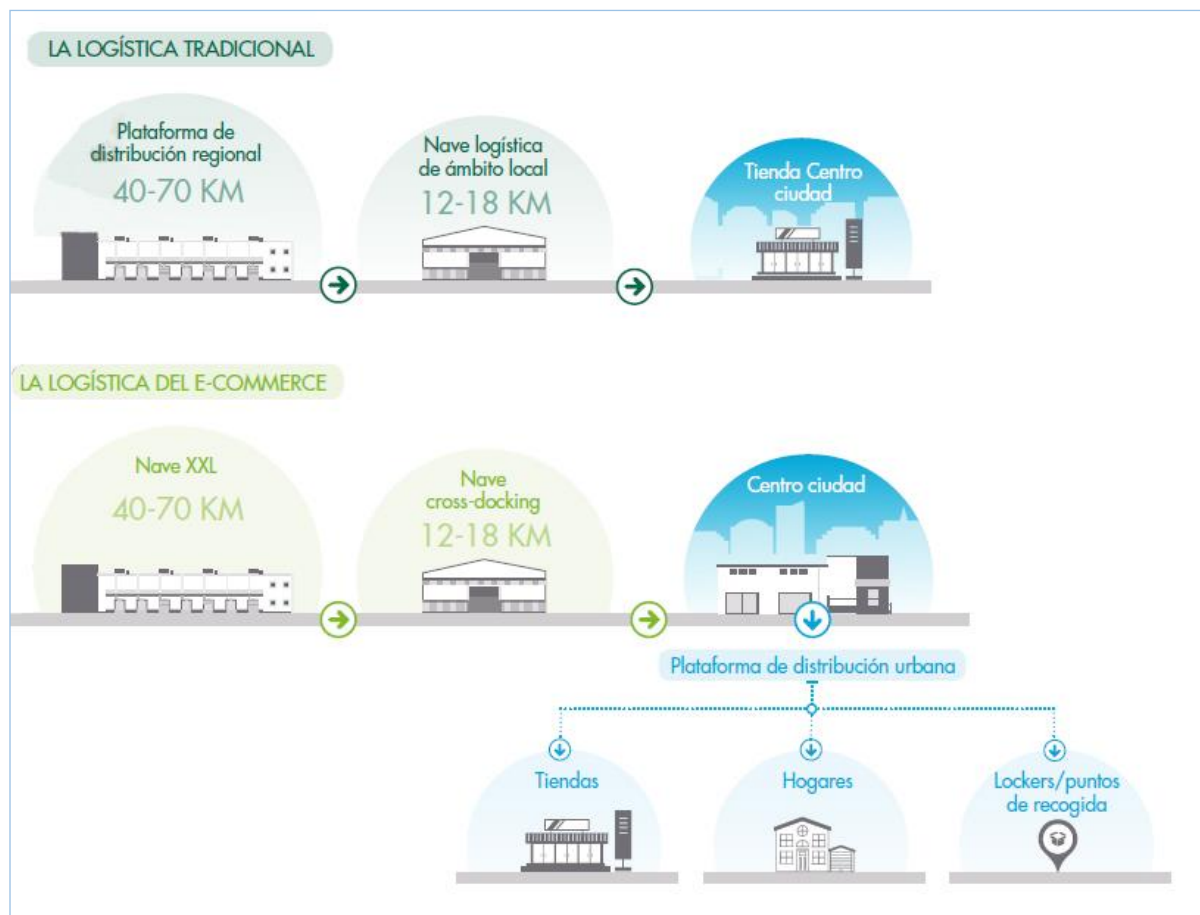 LA LOGÍSTICA TRADICIONAL
Plataforma de
distribución regional
40-70 KM
Nave logística
de ámbito local
12-18 KM
Tienda Centro
ciudad
LA LOGÍSTICA DEL E-COMMERCE
Nave XXL
40-70 KM
Nave
cross-docking
12-18 KM
Centro ciudad
Plataforma de distribución urbana
Tiendas
Hogares
Lockers/puntos
de recogida